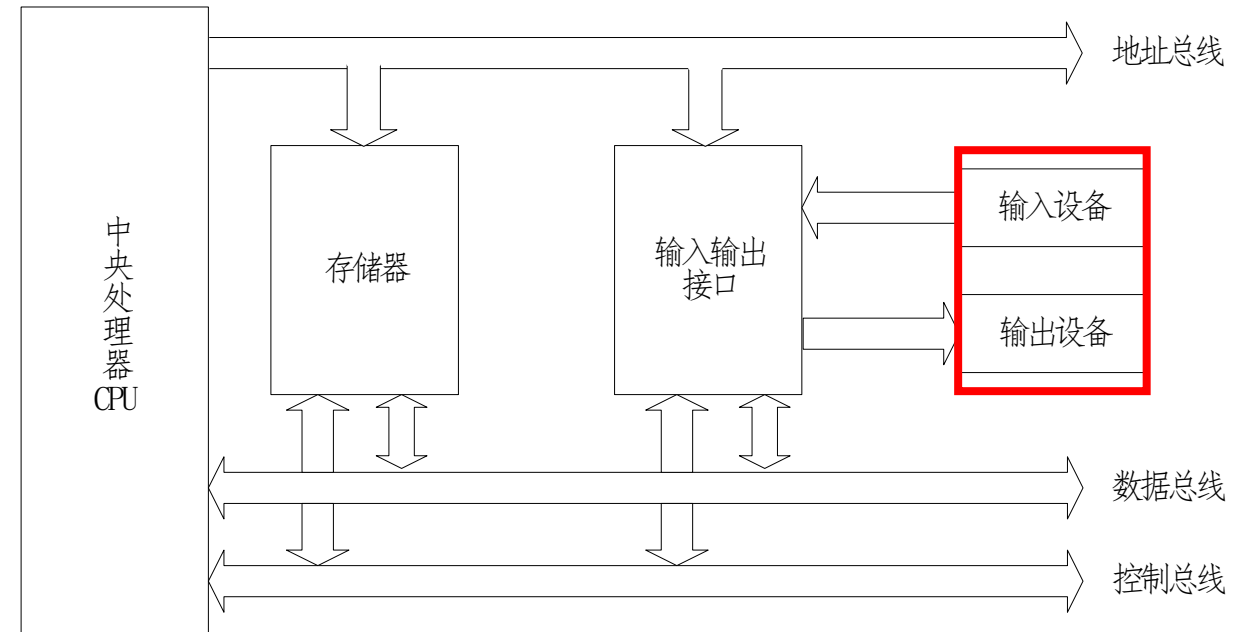 地址总线
输入设备
中央处理器
CPU
存储器
输入输出
接口
输出设备
数据总线
控制总线